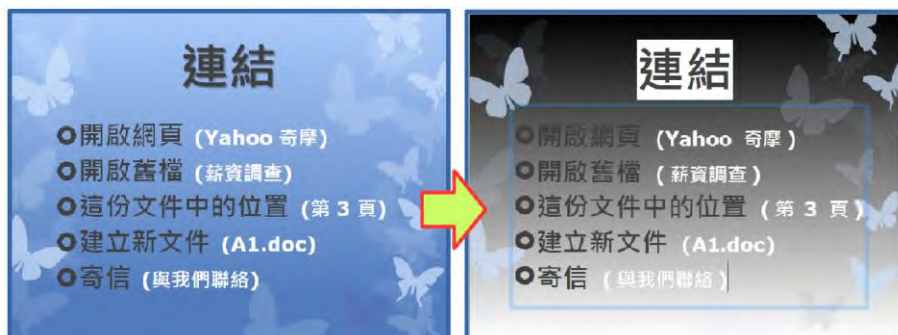 連結
開啟網頁 (Yahoo 奇摩)
開啟舊檔 (薪資調查)
這份文件中的位置 (第 3 頁)
建立新文件 (A1.doc)
寄信 (與我們聯絡)
連結
開啟網頁 (Yahoo 奇摩 )
開啟舊檔 ( 薪資調查 )
這份文件中的位置 ( 第 3 頁 )
建立新文件 (A1.doc)
寄信 ( 與我們聯絡 )